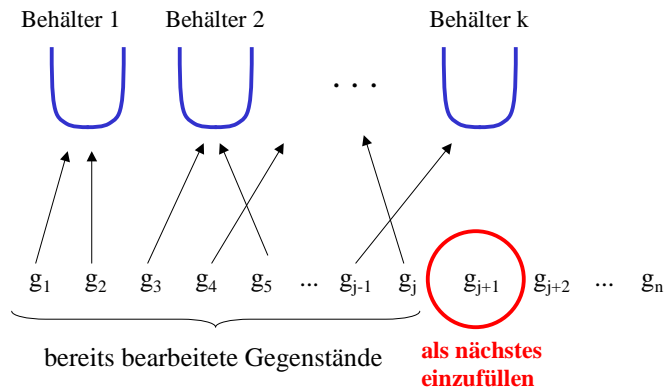 Behälter 1 Behälter 2 Behälter k
. . .
g₁ g₂ g₃ g₄ g₅ ... gⱼ₋₁ gⱼ gⱼ₊₁ gⱼ₊₂ ... gₙ
bereits bearbeitete Gegenstände als nächstes
einzufüllen